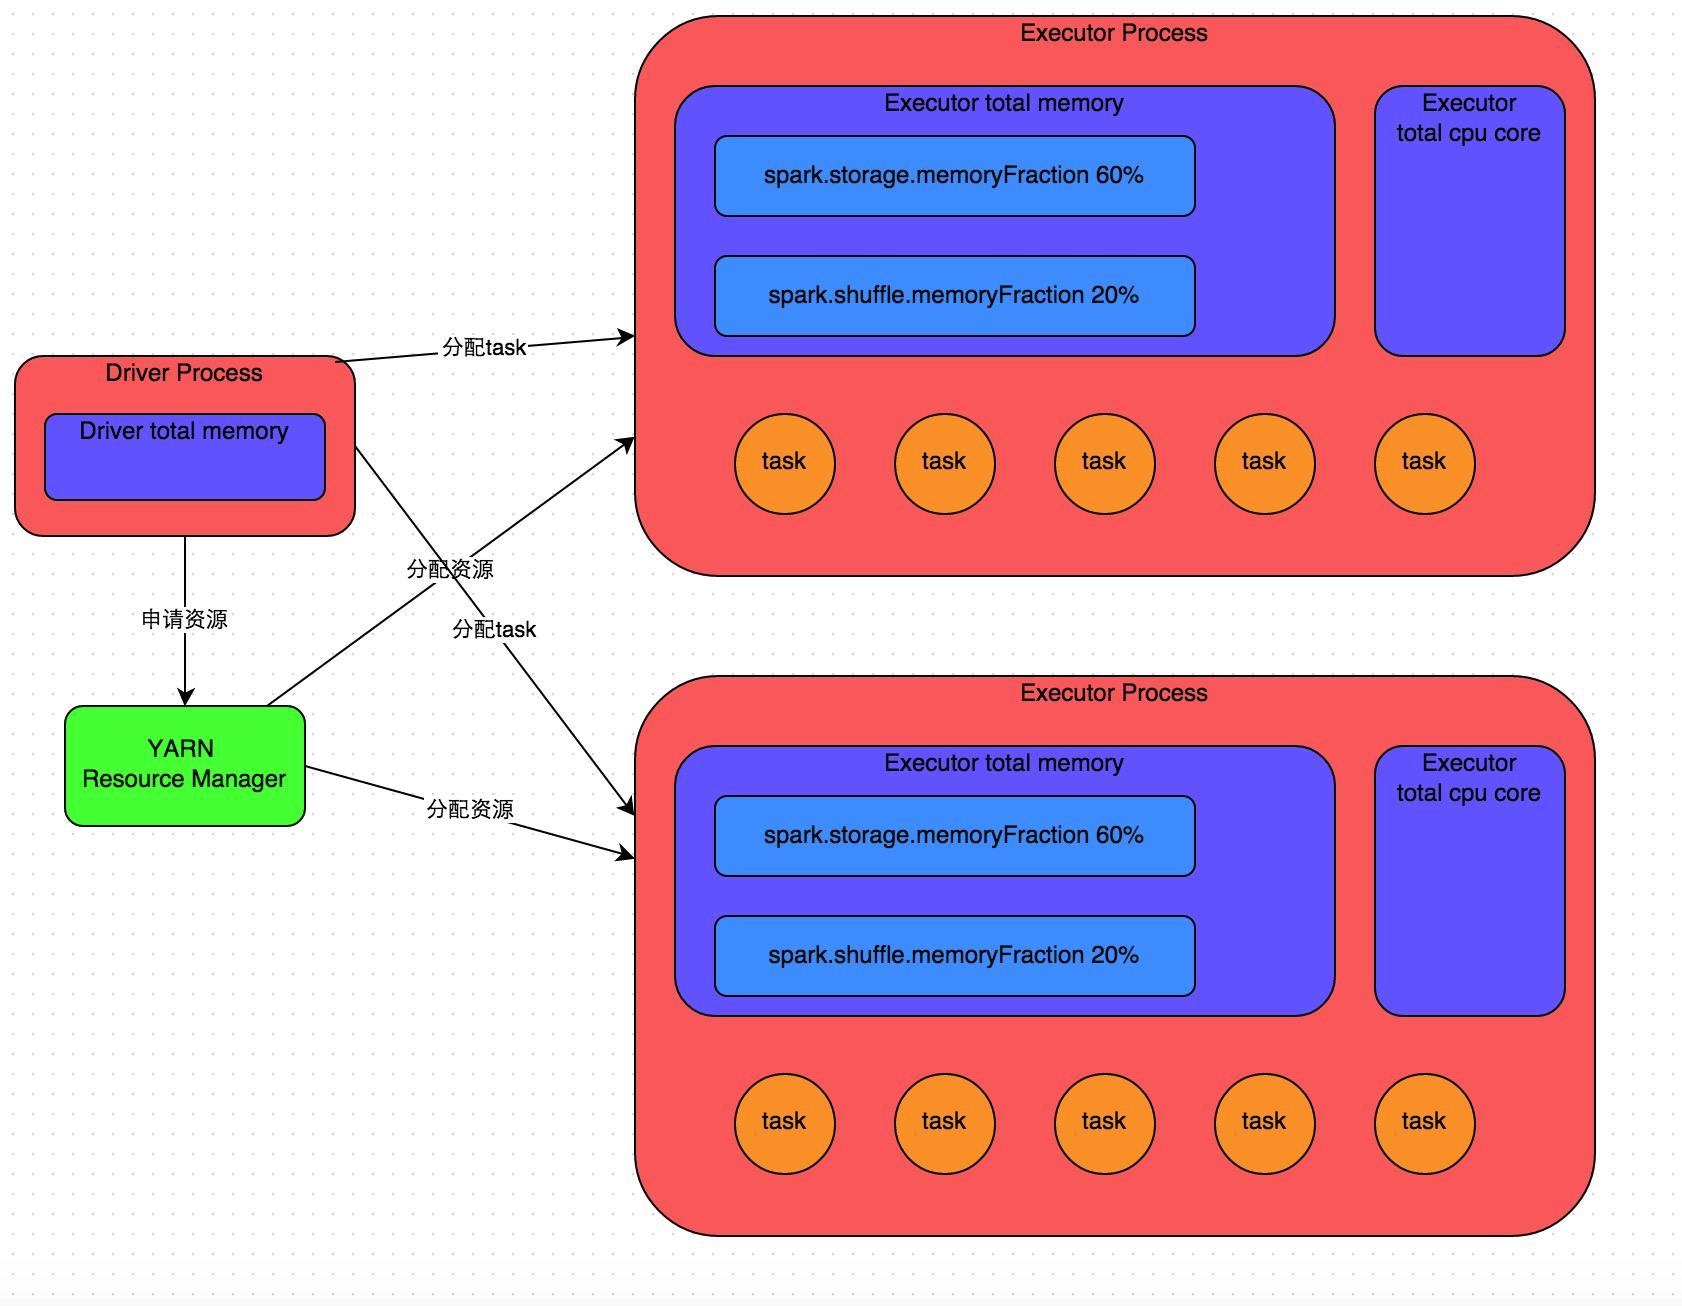 Executor Process
Executor total memory
spark.storage.memoryFraction 60%
spark.shuffle.memoryFraction 20%
Executor
total cpu core
task
task
task
task
task
分配task
Driver Process
Driver total memory
申请资源
分配资源
分配task
YARN
Resource Manager
分配资源
Executor Process
Executor total memory
spark.storage.memoryFraction 60%
spark.shuffle.memoryFraction 20%
Executor
total cpu core
task
task
task
task
task